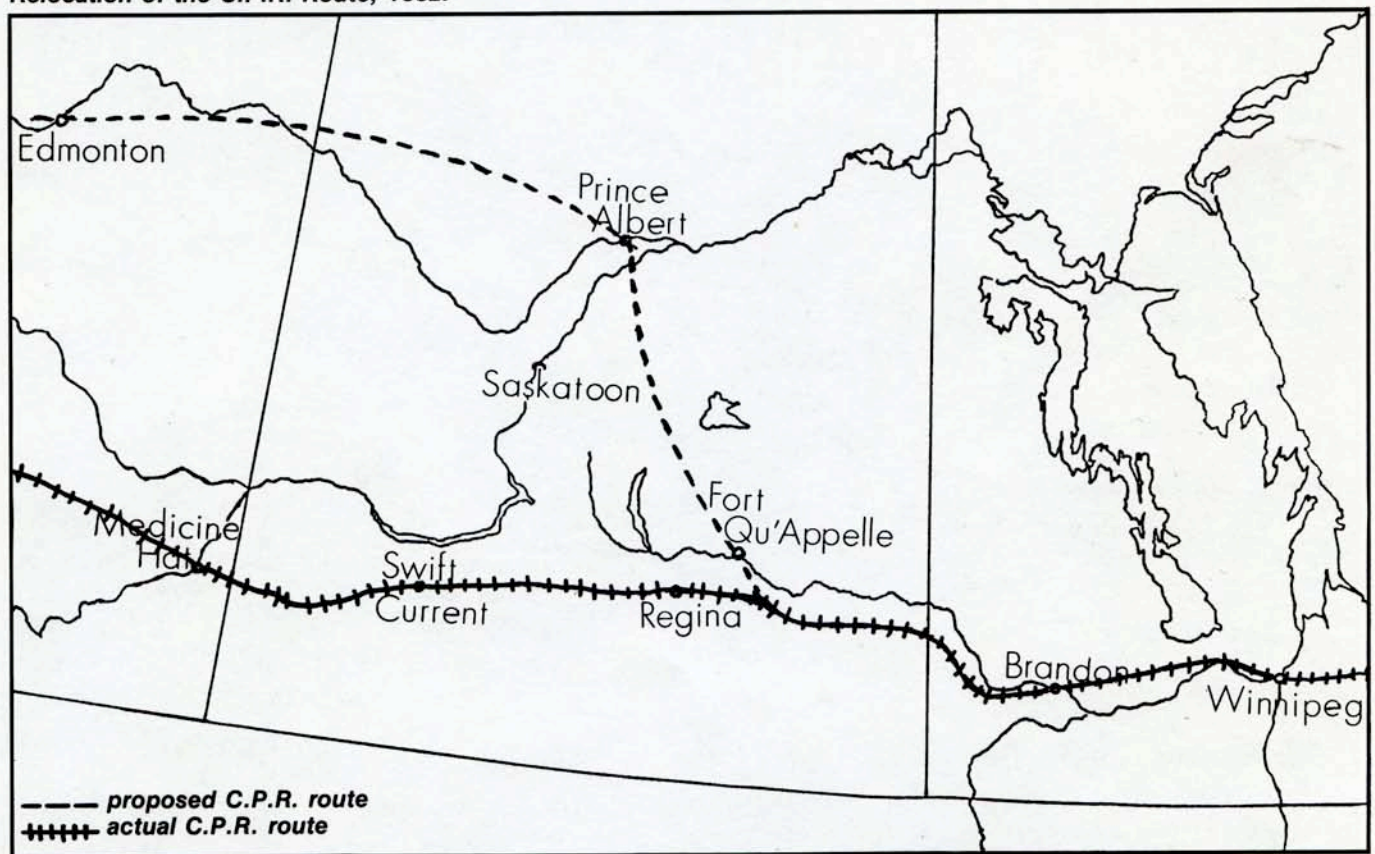 Edmonton
Prince
Albert
Saskatoon
Fort
Qu'Appelle
Medicine
Hat
Swift
Current
Regina
Brandon
Winnipeg
proposed C.P.R. route
actual C.P.R. route